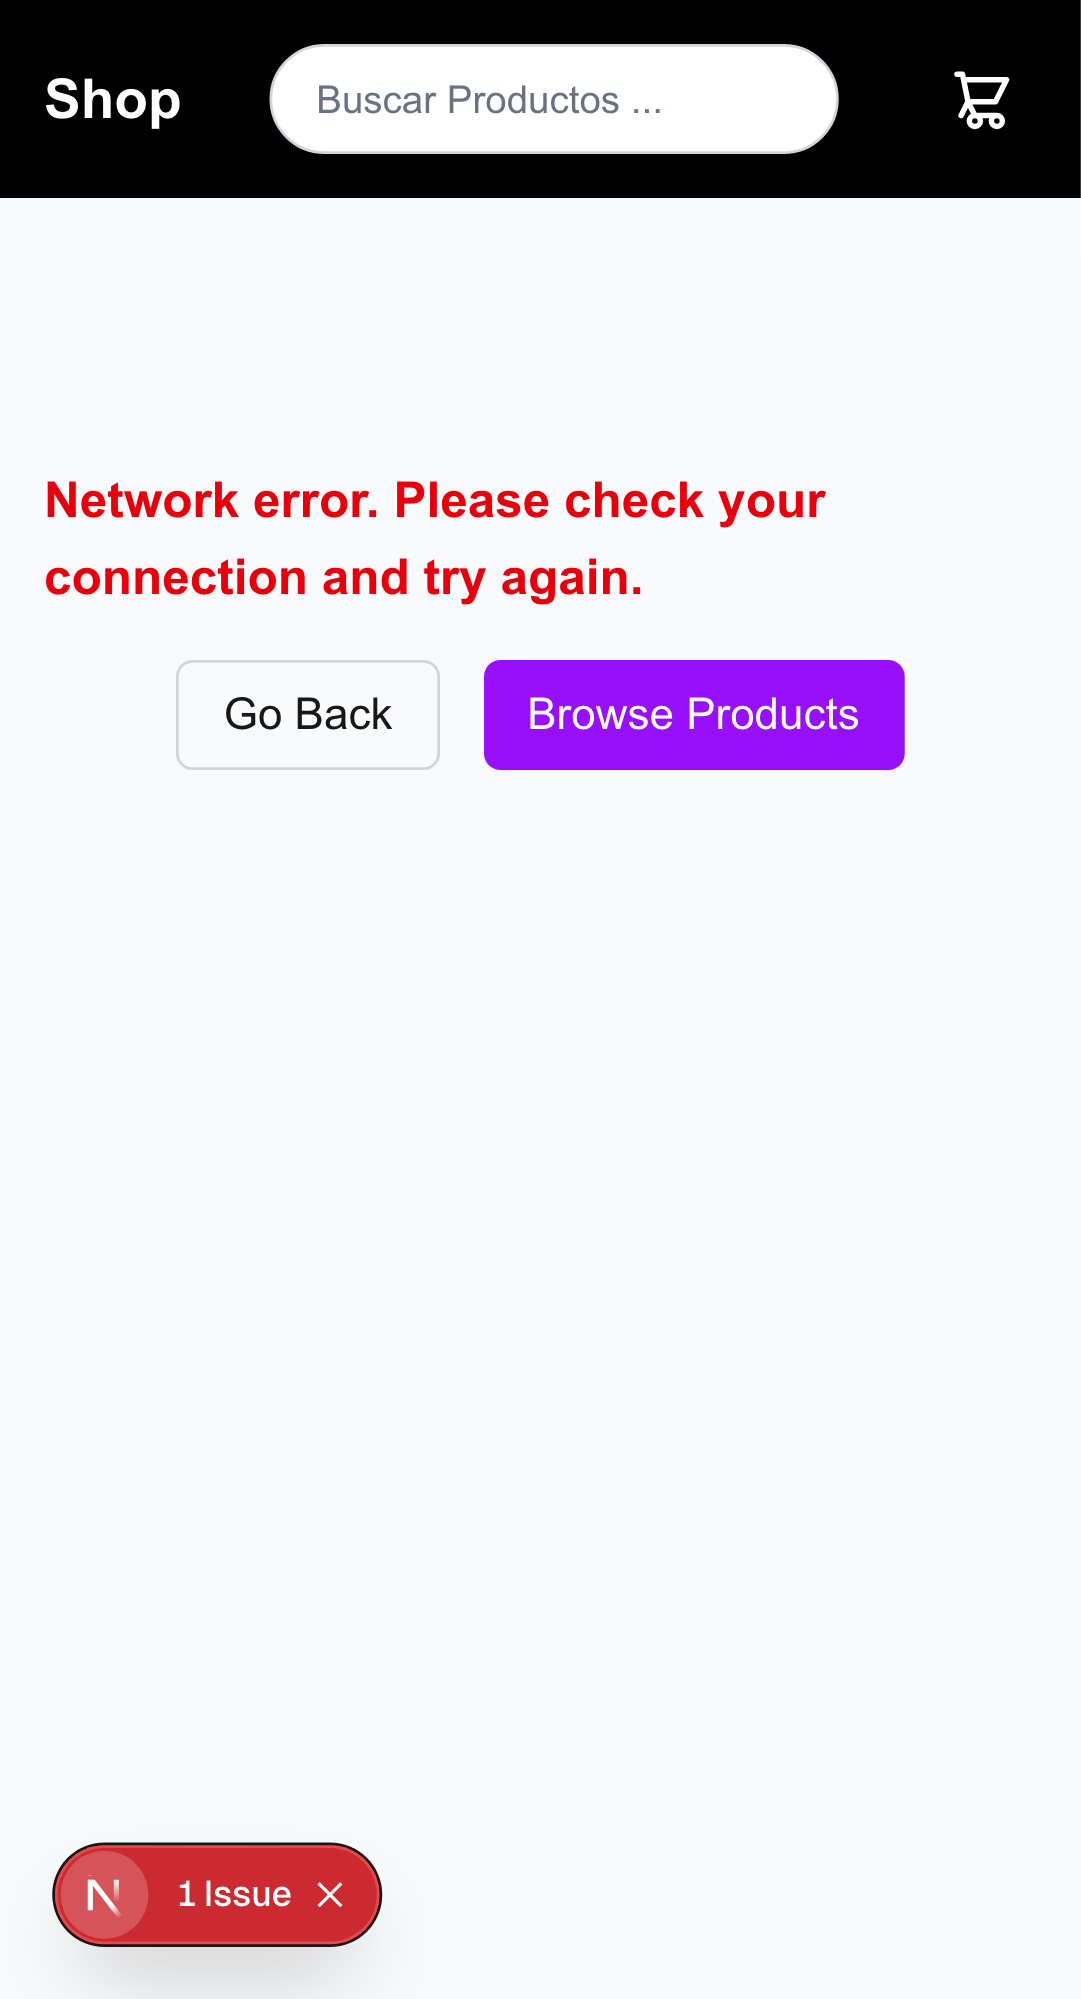 Shop
Buscar Productos ...
Network error. Please check your
connection and try again.
Go Back
Browse Products
N
1 Issue